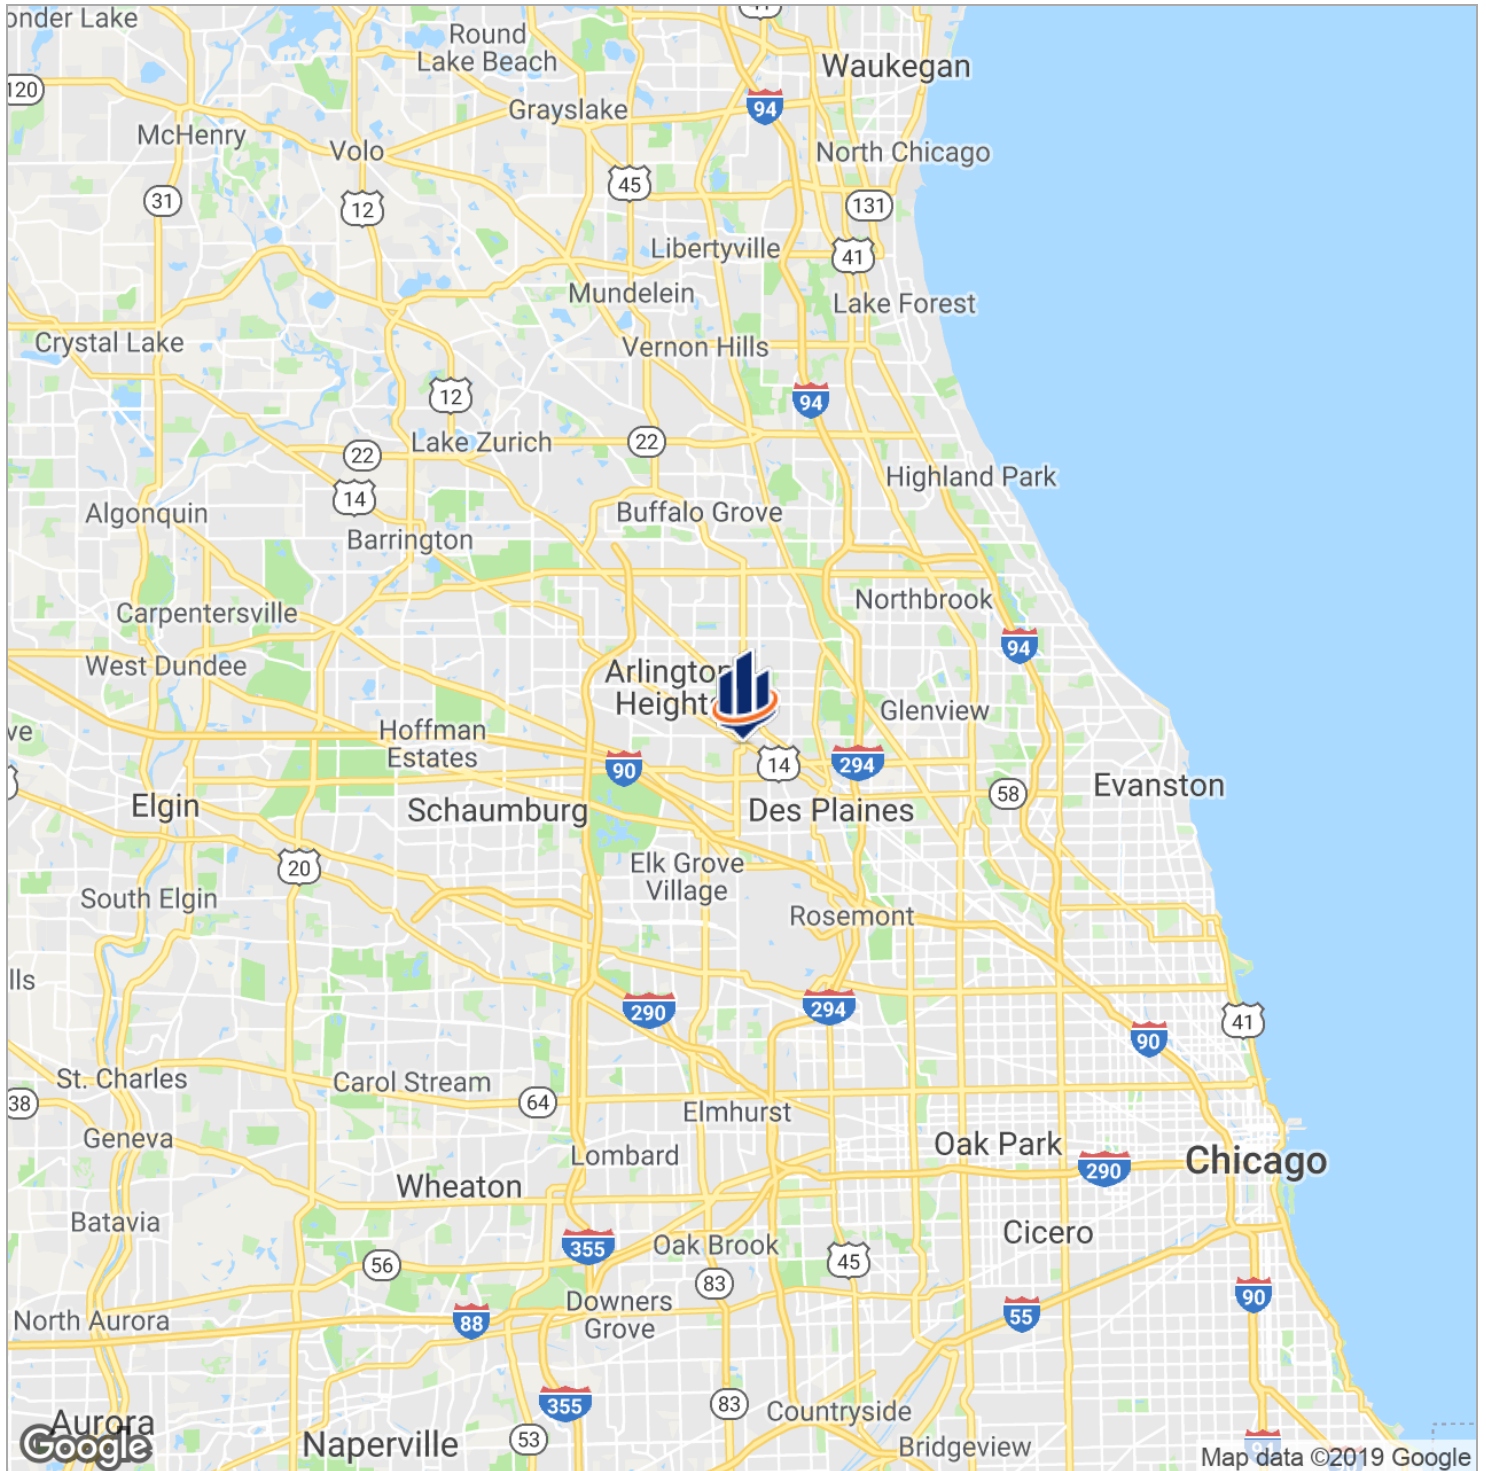 onder Lake
Round
Lake Beach
41
Waukegan
120
Grayslake
94
McHenry
Volo
North Chicago
31
12
45
131
Libertyville
41
Mundelein
Lake Forest
Crystal Lake
Vernon Hills
12
94
Lake Zurich
22
22
14
Highland Park
Algonquin
Buffalo Grove
Barrington
Carpentersville
Northbrook
94
West Dundee
Arlington
Heights
Glenview
ve
Hoffman
Estates
90
14
294
Evanston
58
Elgin
Schaumburg
Des Plaines
20
Elk Grove
Village
South Elgin
Rosemont
lls
290
294
41
90
St. Charles
Carol Stream
38
64
Elmhurst
Geneva
Oak Park
Lombard
290
Chicago
Wheaton
Batavia
Cicero
355
Oak Brook
45
56
83
90
North Aurora
88
Downers
Grove
55
355
83
Countryside
Aurora
Naperville
53
Bridgeview
94
Google
Map data ©2019 Google